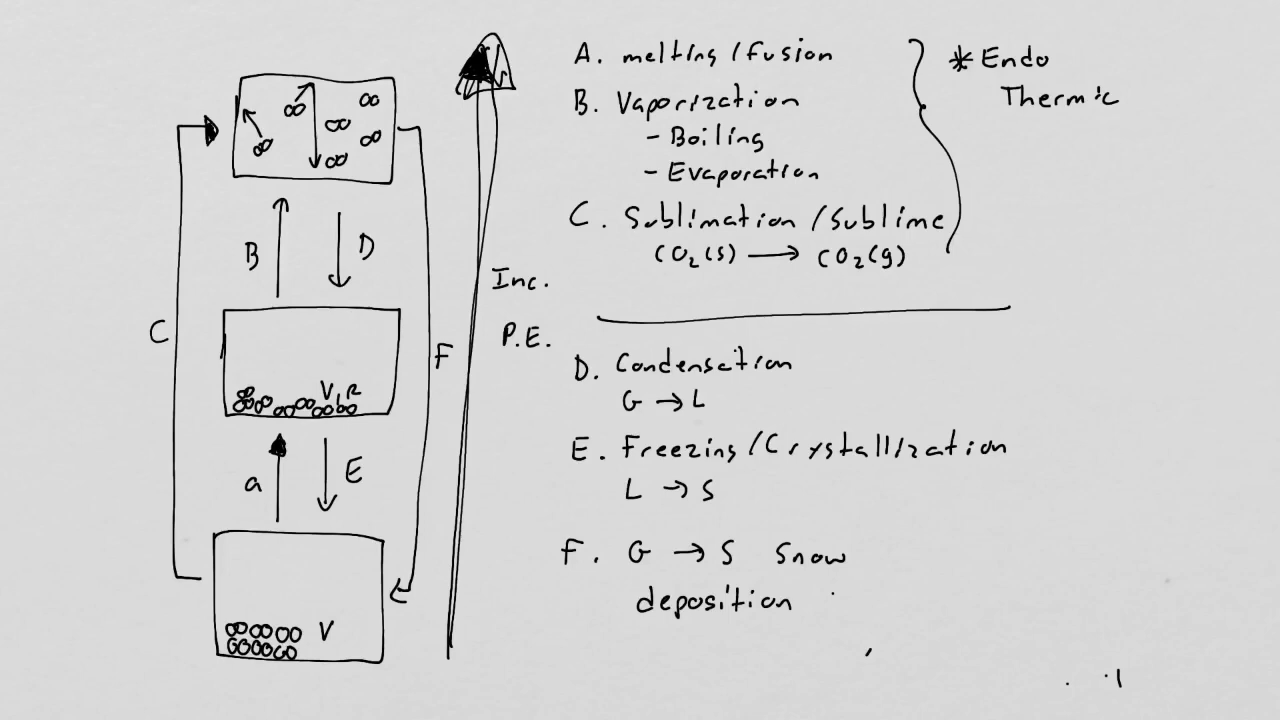 A. melting / fusion
B. Vaporization
- Boiling
- Evaporation
C. Sublimation / Sublime
CO₂(s) → CO₂(g)
* Endo
Thermic
D. Condensation
G → L
E. Freezing / Crystallization
L → S
F. G → S Snow
deposition
B
D
C
F
V, R
a
E
V
Inc.
P.E.